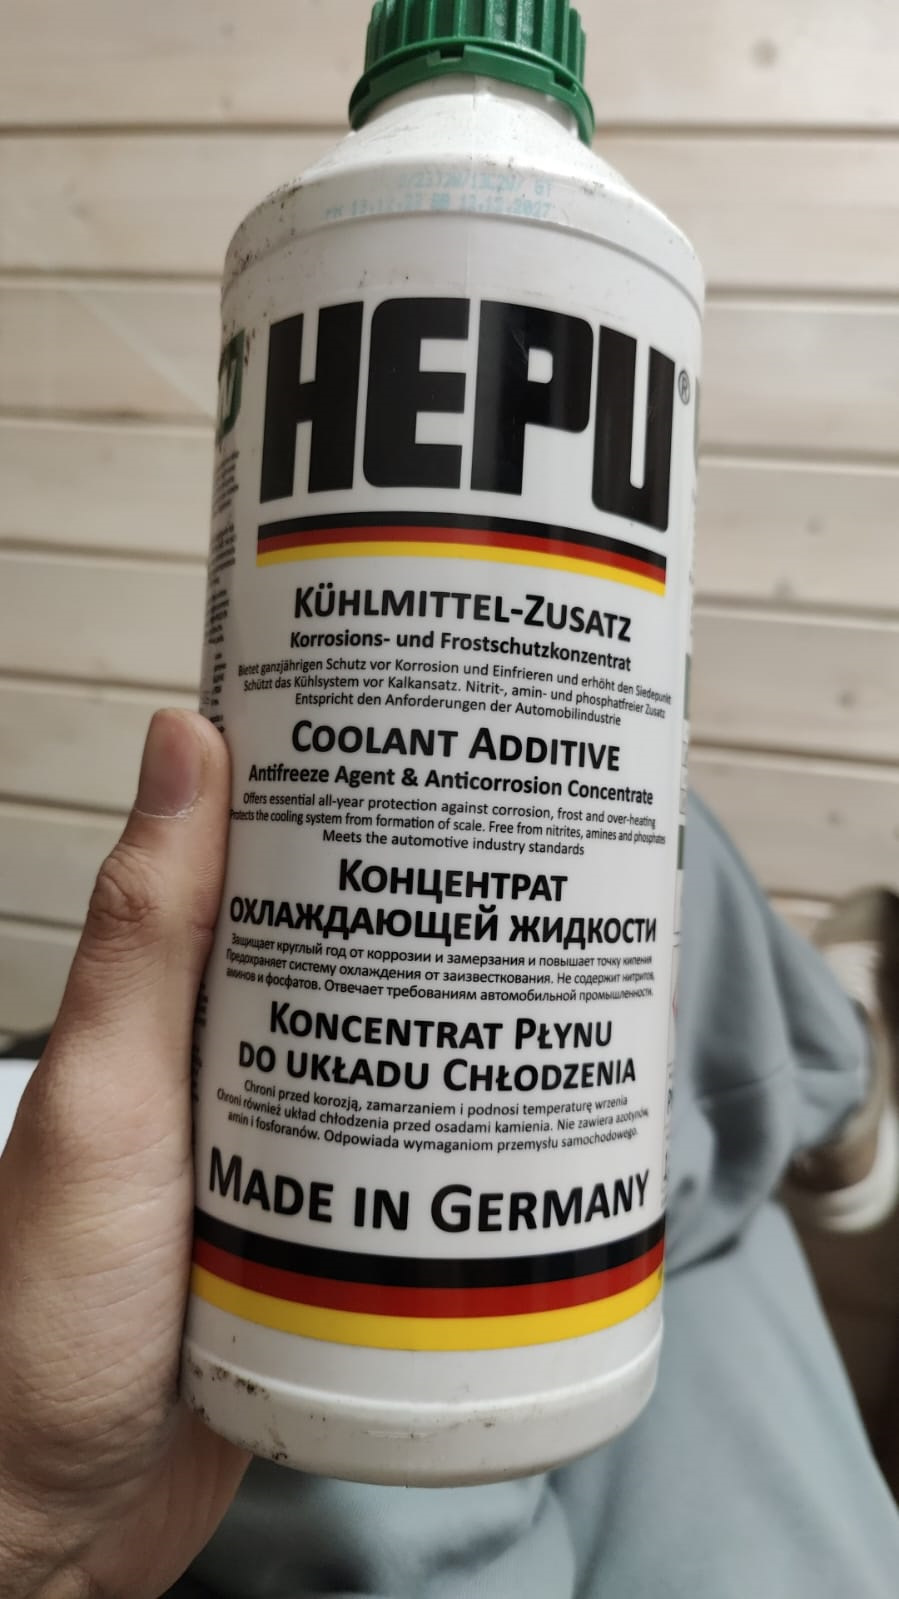 HEPU®
KÜHLMITTEL-ZUSATZ
Korrosions- und Frostschutzkonzentrat
Bietet ganzjährigen Schutz vor Korrosion und Einfrieren und erhöht den Siedepunkt
Schützt das Kühlsystem vor Kalkansatz. Nitrit-, amin- und phosphatfreier Zusatz
Entspricht den Anforderungen der Automobilindustrie
COOLANT ADDITIVE
Antifreeze Agent & Anticorrosion Concentrate
Offers essential all-year protection against corrosion, frost and over-heating
Protects the cooling system from formation of scale. Free from nitrites, amines and phosphates
Meets the automotive industry standards
КОНЦЕНТРАТ
ОХЛАЖДАЮЩЕЙ ЖИДКОСТИ
Защищает круглый год от коррозии и замерзания и повышает точку кипения
Предохраняет систему охлаждения от заизвесткования. Не содержит нитритов,
аминов и фосфатов. Отвечает требованиям автомобильной промышленности.
KONCENTRAT PŁYNU
DO UKŁADU CHŁODZENIA
Chroni przed korozją, zamarzaniem i podnosi temperaturę wrzenia
Chroni również układ chłodzenia przed osadami kamienia. Nie zawiera azotynów,
amin i fosforanów. Odpowiada wymaganiom przemysłu samochodowego.
MADE IN GERMANY